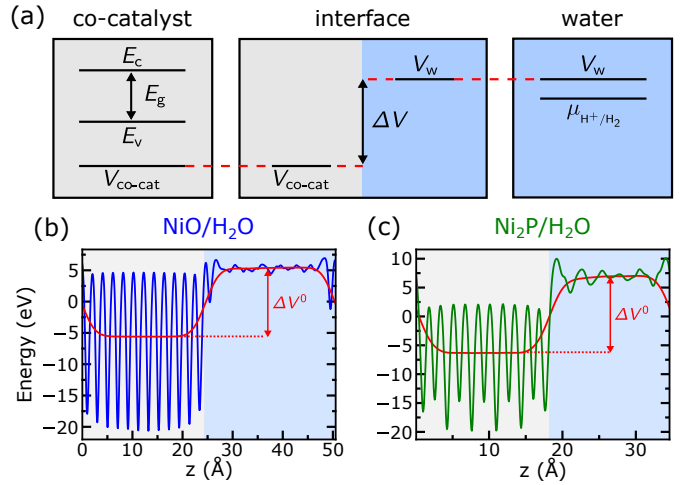 (a) co-catalyst interface water
E_c
E_g
E_v
V_co-cat
V_w
ΔV
V_co-cat
V_w
μ_H⁺/H₂
(b) NiO/H₂O
Energy (eV)
5
0
−5
−10
−15
−20
ΔV⁰
0 10 20 30 40 50
z (Å)
(c) Ni₂P/H₂O
10
5
0
−5
−10
−15
−20
ΔV⁰
0 10 20 30
z (Å)